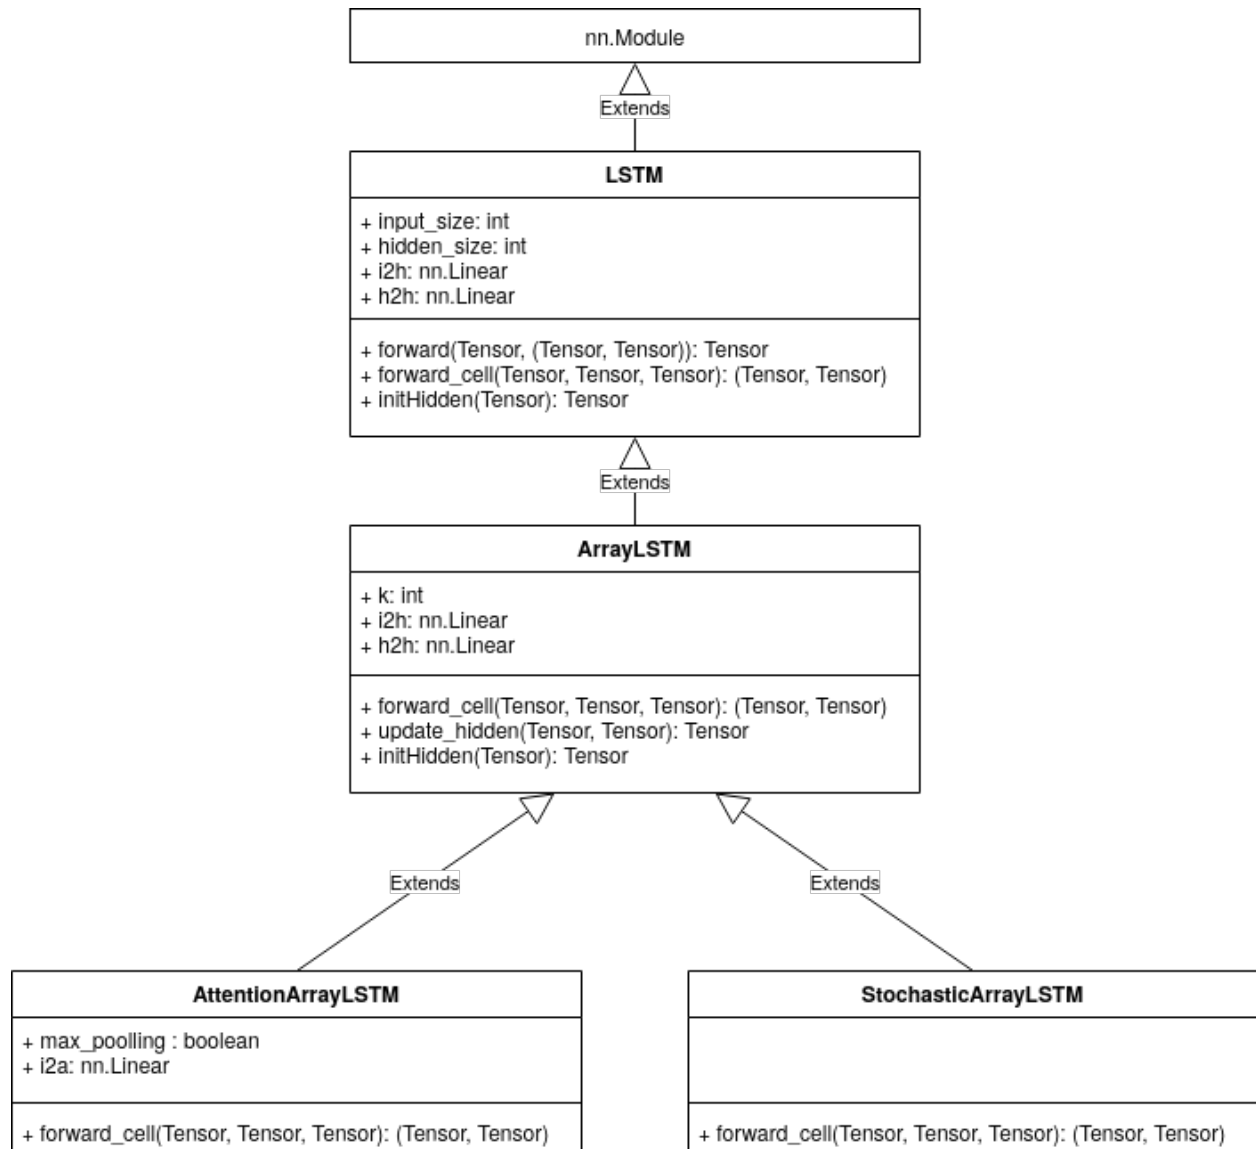 nn.Module
Extends
LSTM
+ input_size: int
+ hidden_size: int
+ i2h: nn.Linear
+ h2h: nn.Linear
+ forward(Tensor, (Tensor, Tensor)): Tensor
+ forward_cell(Tensor, Tensor, Tensor): (Tensor, Tensor)
+ initHidden(Tensor): Tensor
Extends
ArrayLSTM
+ k: int
+ i2h: nn.Linear
+ h2h: nn.Linear
+ forward_cell(Tensor, Tensor, Tensor): (Tensor, Tensor)
+ update_hidden(Tensor, Tensor): Tensor
+ initHidden(Tensor): Tensor
Extends
Extends
AttentionArrayLSTM
+ max_poolling : boolean
+ i2a: nn.Linear
+ forward_cell(Tensor, Tensor, Tensor): (Tensor, Tensor)
StochasticArrayLSTM
+ forward_cell(Tensor, Tensor, Tensor): (Tensor, Tensor)